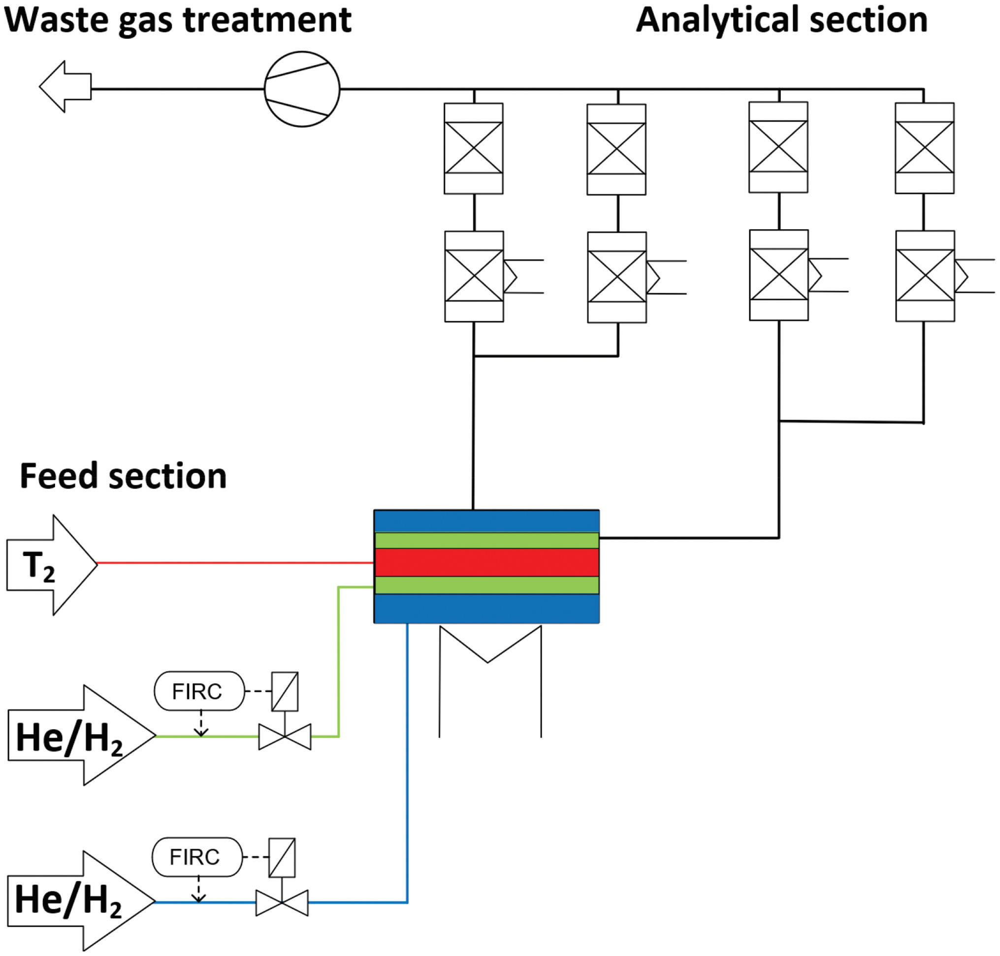 Waste gas treatment
Analytical section
Feed section
T₂
FIRC
He/H₂
FIRC
He/H₂